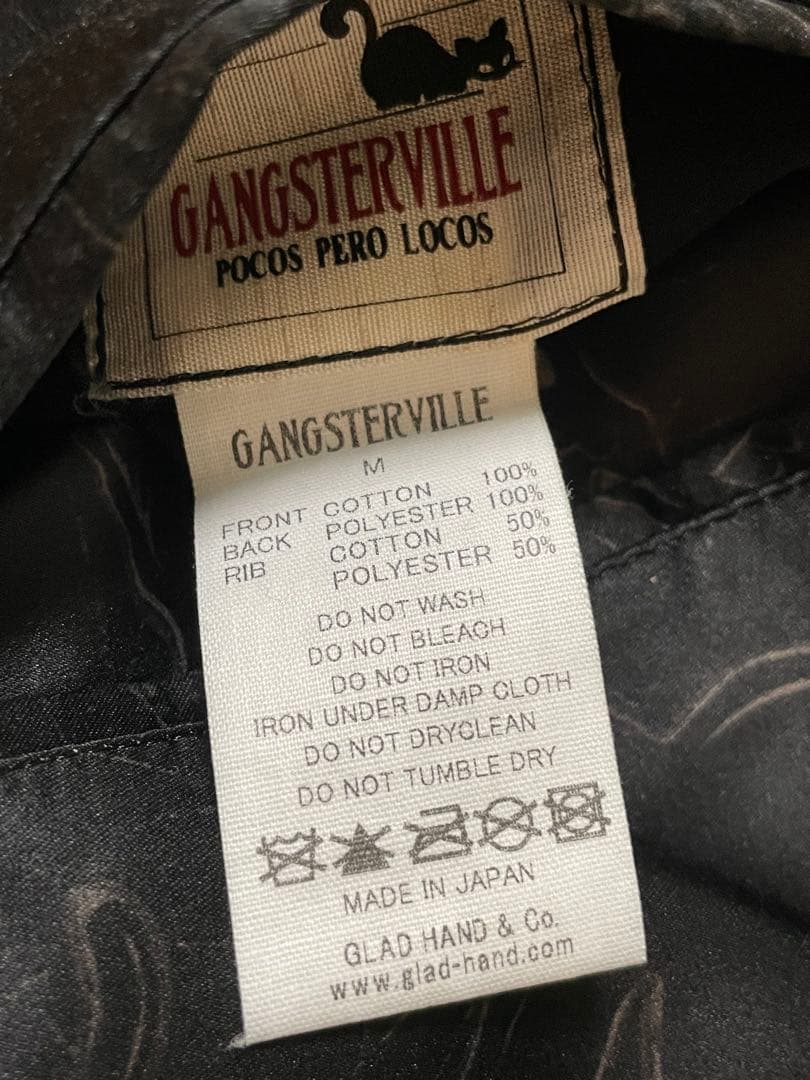 GANGSTERVILLE
POCOS PERO LOCOS
GANGSTERVILLE
M
FRONT COTTON 100%
BACK POLYESTER 100%
RIB COTTON 50%
POLYESTER 50%
DO NOT WASH
DO NOT BLEACH
DO NOT IRON
IRON UNDER DAMP CLOTH
DO NOT DRYCLEAN
DO NOT TUMBLE DRY
MADE IN JAPAN
GLAD HAND & Co.
www.glad-hand.com